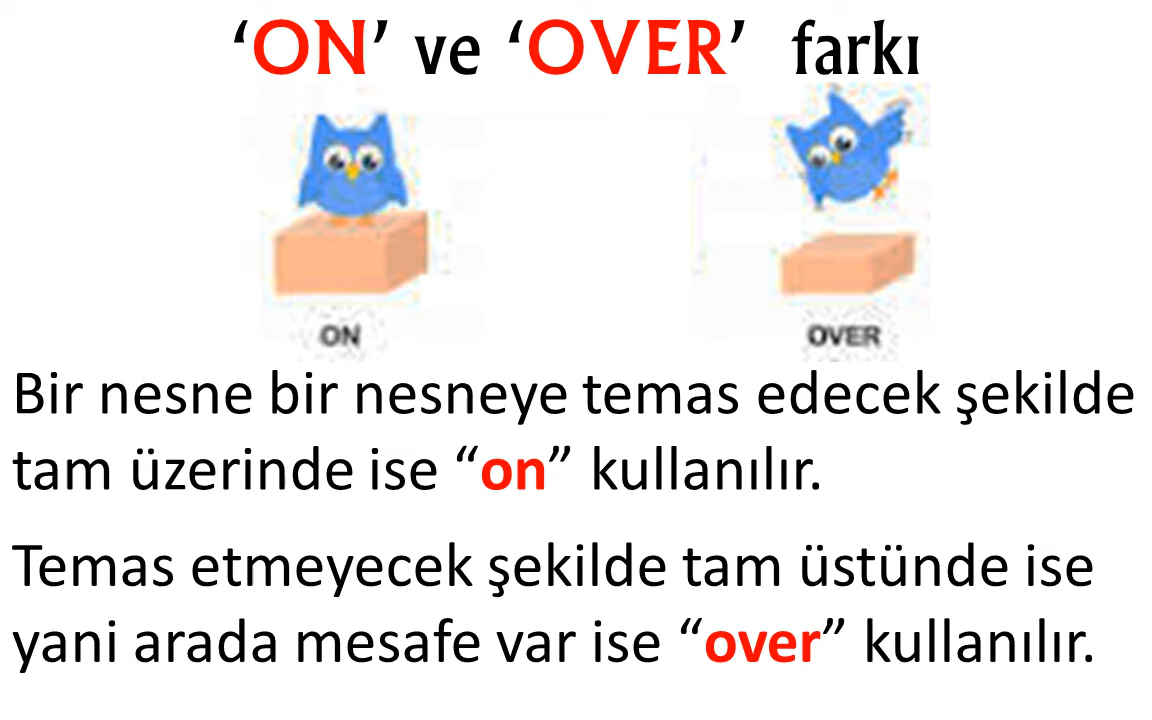 ‘ON’ ve ‘OVER’ farkı
ON
OVER
Bir nesne bir nesneye temas edecek şekilde
tam üzerinde ise “on” kullanılır.
Temas etmeyecek şekilde tam üstünde ise
yani arada mesafe var ise “over” kullanılır.